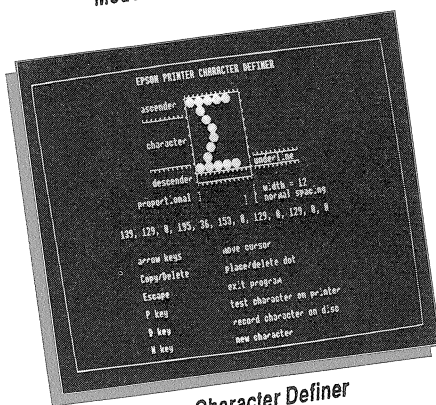 EPSON PRINTER CHARACTER DEFINER
ascender
character
descender
underline
proportional
width = 12
normal spacing
139, 129, 0, 195, 36, 153, 0, 129, 0, 129, 0, 0
arrow keys move cursor
Copy/Delete place/delete dot
Escape exit program
P key test character on printer
D key record character on disc
N key new character
Character Definer